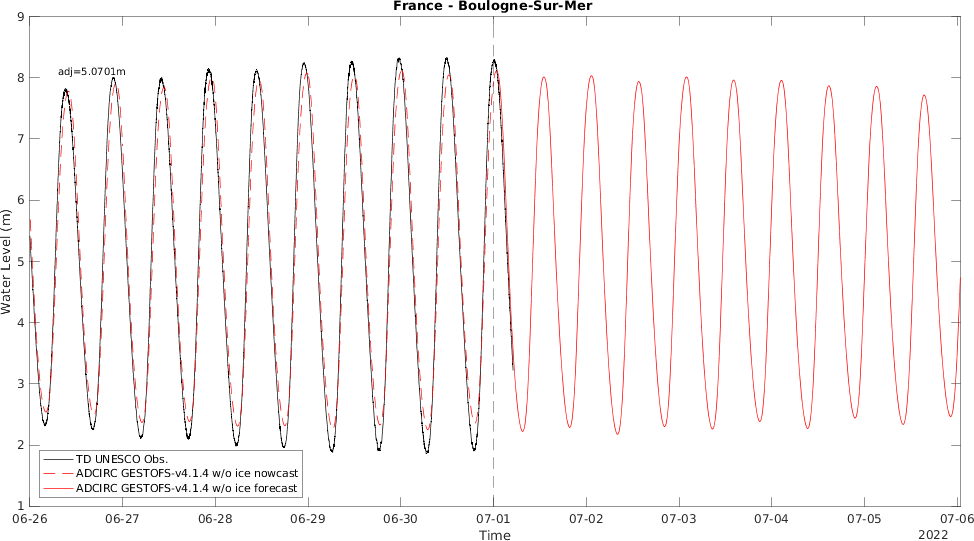 France - Boulogne-Sur-Mer
9
8
7
6
5
4
3
2
1
Water Level (m)
adj=5.0701m
TD UNESCO Obs.
ADCIRC GESTOFS-v4.1.4 w/o ice nowcast
ADCIRC GESTOFS-v4.1.4 w/o ice forecast
06-26 06-27 06-28 06-29 06-30 07-01 07-02 07-03 07-04 07-05 07-06
Time
2022